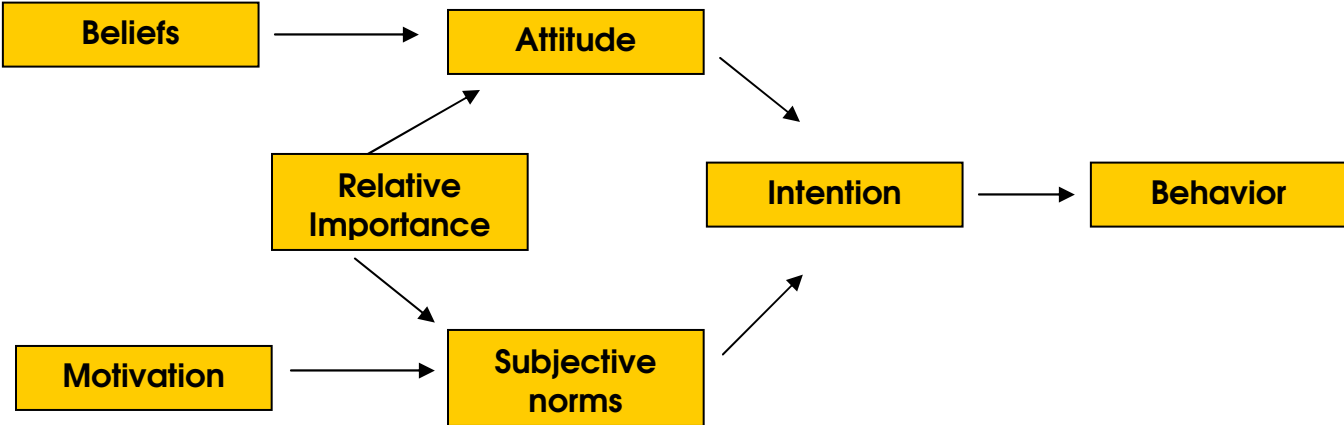 Beliefs
Attitude
Relative
Importance
Intention
Behavior
Motivation
Subjective
norms